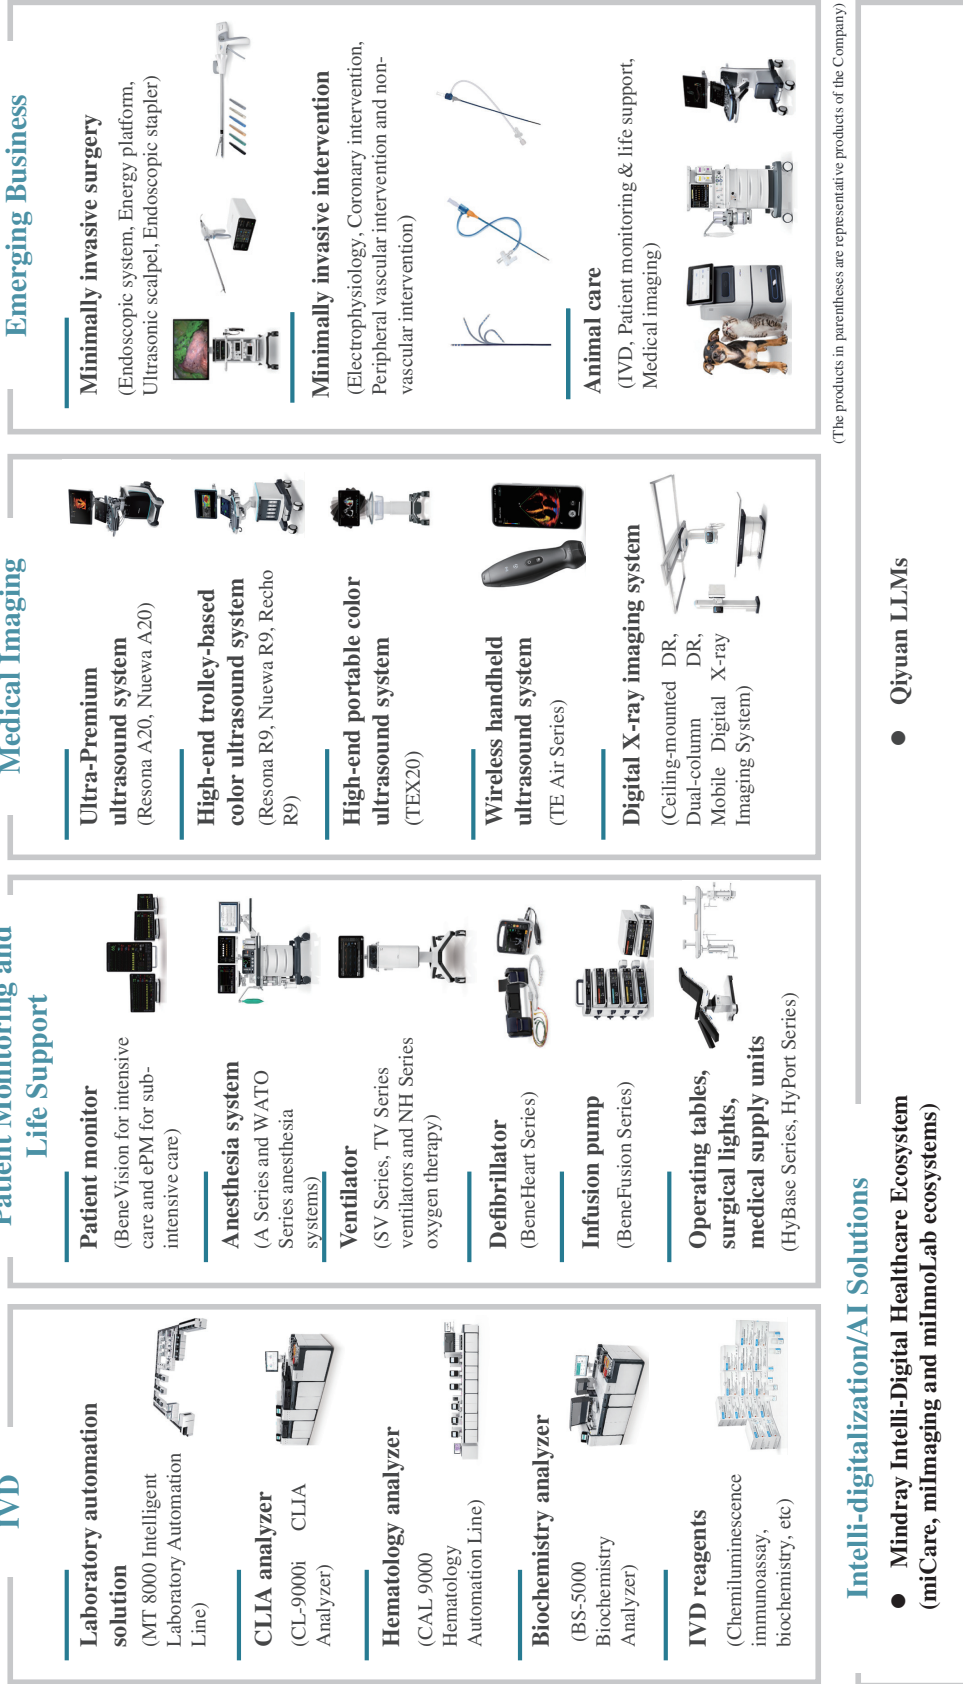 IVD
Laboratory automation
solution
(MT 8000 Intelligent
Laboratory Automation
Line)
CLIA analyzer
(CL-9000i CLIA
Analyzer)
Hematology analyzer
(CAL 9000
Hematology
Automation Line)
Biochemistry analyzer
(BS-5000
Biochemistry
Analyzer)
IVD reagents
(Chemiluminescence
immunoassay,
biochemistry, etc)
Patient Monitoring and
Life Support
Patient monitor
(BeneVision for intensive
care and ePM for sub-
intensive care)
Anesthesia system
(A Series and WATO
Series anesthesia
systems)
Ventilator
(SV Series, TV Series
ventilators and NH Series
oxygen therapy)
Defibrillator
(BeneHeart Series)
Infusion pump
(BeneFusion Series)
Operating tables,
surgical lights,
medical supply units
(HyBase Series, HyPort Series)
Medical Imaging
Ultra-Premium
ultrasound system
(Resona A20, Nuewa A20)
High-end trolley-based
color ultrasound system
(Resona R9, Nuewa R9, Recho
R9)
High-end portable color
ultrasound system
(TEX20)
Wireless handheld
ultrasound system
(TE Air Series)
Digital X-ray imaging system
(Ceiling-mounted DR,
Dual-column DR,
Mobile Digital X-ray
Imaging System)
Emerging Business
Minimally invasive surgery
(Endoscopic system, Energy platform,
Ultrasonic scalpel, Endoscopic stapler)
Minimally invasive intervention
(Electrophysiology, Coronary intervention,
Peripheral vascular intervention and non-
vascular intervention)
Animal care
(IVD, Patient monitoring & life support,
Medical imaging)
(The products in parentheses are representative products of the Company)
Intelli-digitalization/AI Solutions
● Mindray Intelli-Digital Healthcare Ecosystem
(miCare, miImaging and miInnoLab ecosystems)
● Qiyuan LLMs